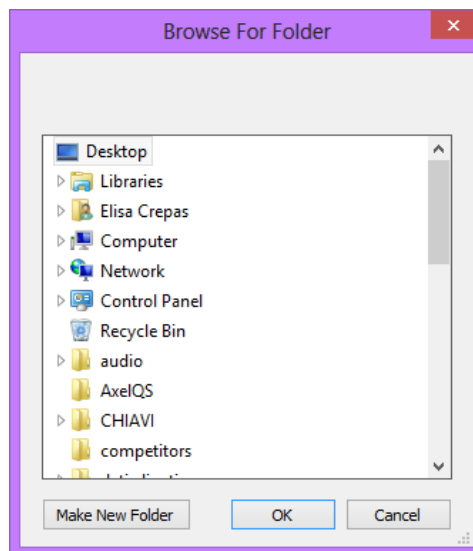 Browse For Folder
Desktop
Libraries
Elisa Crepas
Computer
Network
Control Panel
Recycle Bin
audio
AxelQS
CHIAVI
competitors
Make New Folder
OK
Cancel